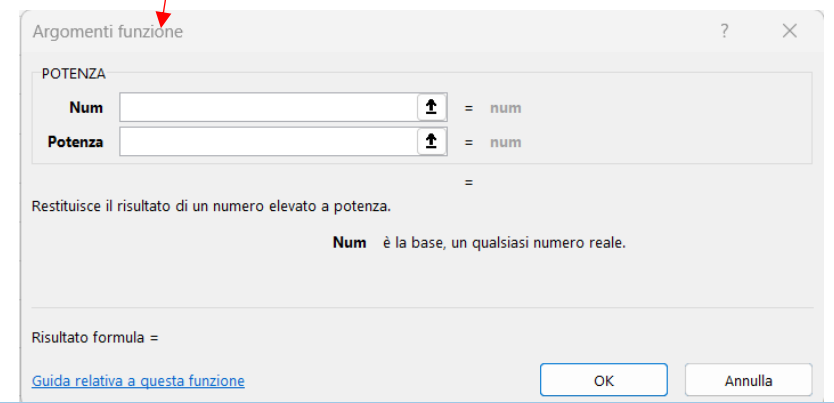 Argomenti funzione ? ×
POTENZA
Num = num
Potenza = num
=
Restituisce il risultato di un numero elevato a potenza.
Num è la base, un qualsiasi numero reale.
Risultato formula =
Guida relativa a questa funzione OK Annulla